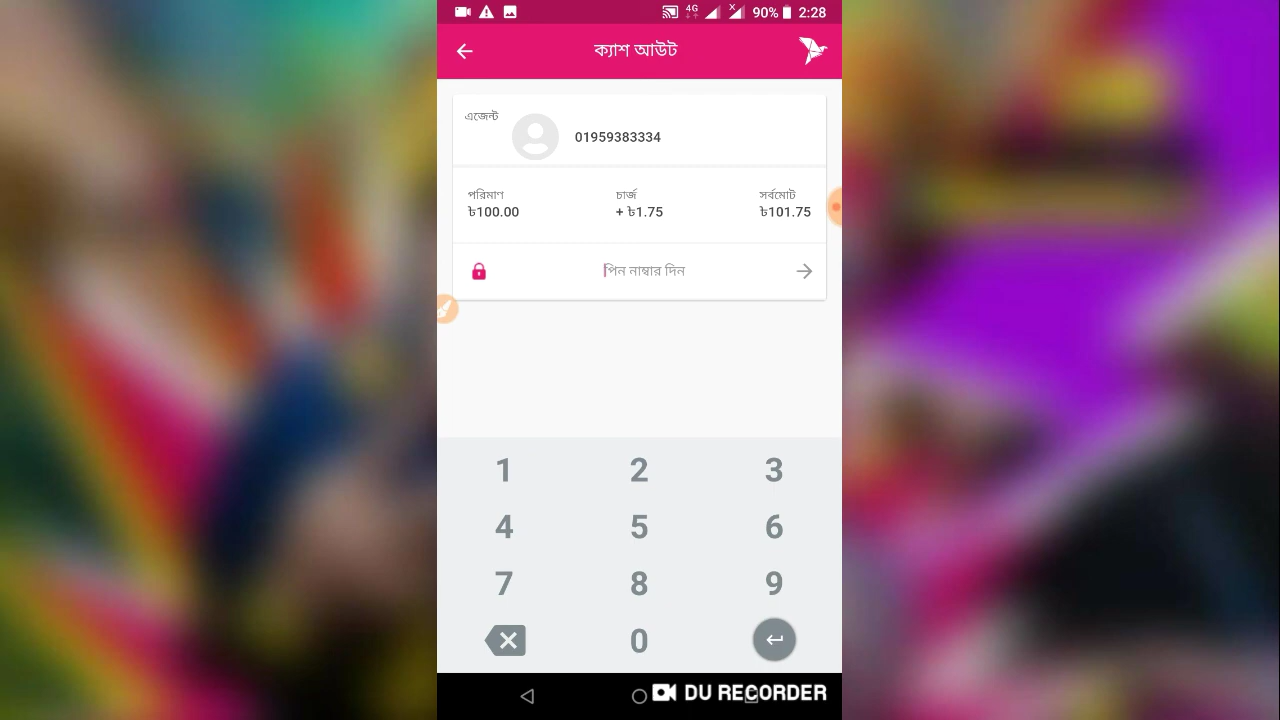 4G 90% 2:28
ক্যাশ আউট
এজেন্ট
01959383334
পরিমাণ চার্জ সর্বমোট
৳100.00 + ৳1.75 ৳101.75
পিন নাম্বার দিন
1 2 3
4 5 6
7 8 9
0
DU RECORDER